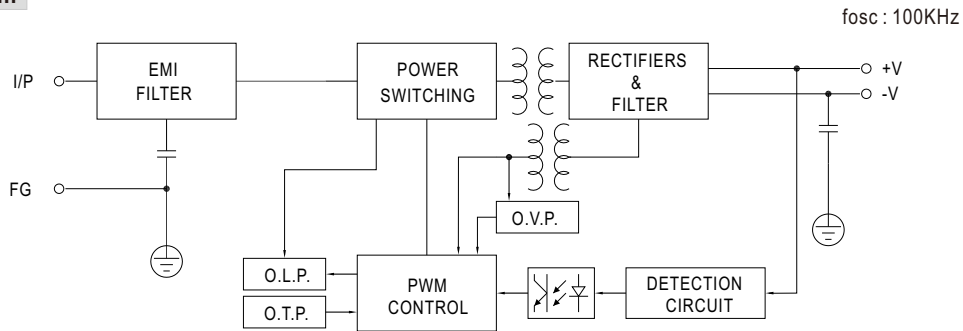 fosc : 100KHz
I/P
EMI
FILTER
POWER
SWITCHING
RECTIFIERS
&
FILTER
+V
-V
FG
O.V.P.
O.L.P.
O.T.P.
PWM
CONTROL
DETECTION
CIRCUIT